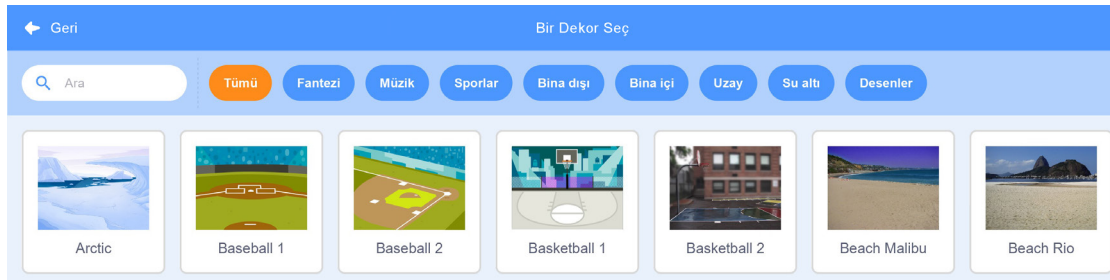 Geri
Bir Dekor Seç
Ara
Tümü Fantezi Müzik Sporlar Bina dışı Bina içi Uzay Su altı Desenler
Arctic Baseball 1 Baseball 2 Basketball 1 Basketball 2 Beach Malibu Beach Rio